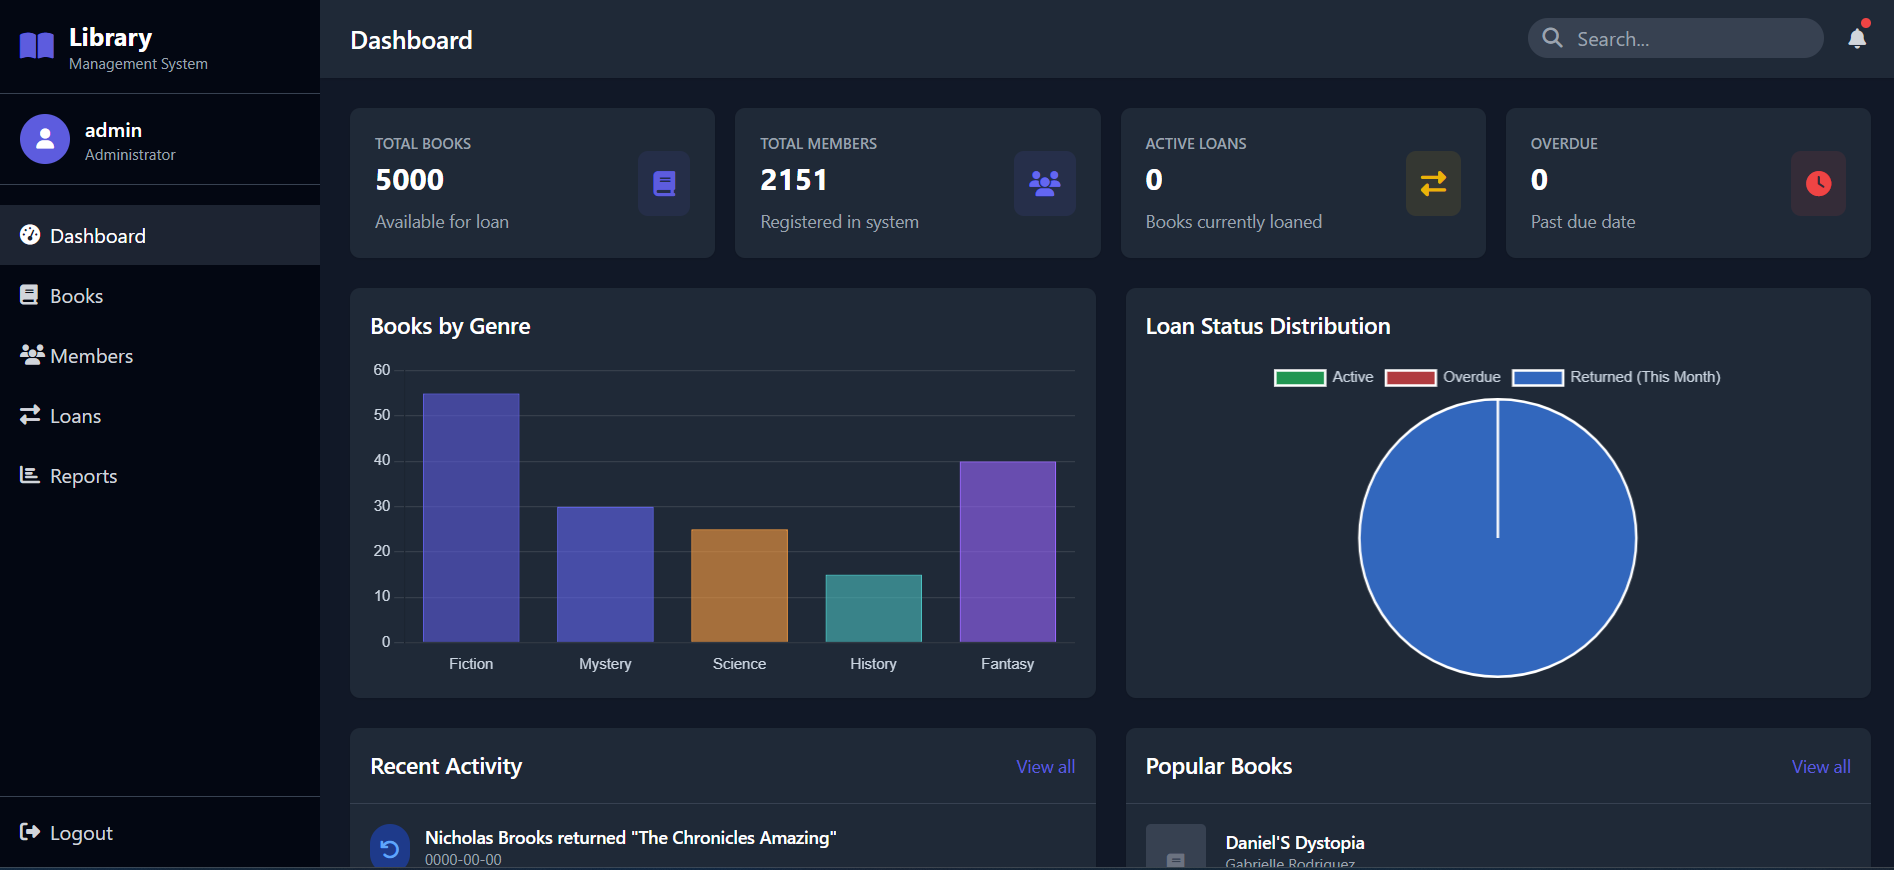 Library
Management System
admin
Administrator
Dashboard
Books
Members
Loans
Reports
Logout
Dashboard
Search...
TOTAL BOOKS
5000
Available for loan
TOTAL MEMBERS
2151
Registered in system
ACTIVE LOANS
0
Books currently loaned
OVERDUE
0
Past due date
Books by Genre
60
50
40
30
20
10
0
Fiction Mystery Science History Fantasy
Loan Status Distribution
Active Overdue Returned (This Month)
Recent Activity View all
Nicholas Brooks returned "The Chronicles Amazing"
0000-00-00
Popular Books View all
Daniel'S Dystopia
Gabrielle Rodriguez